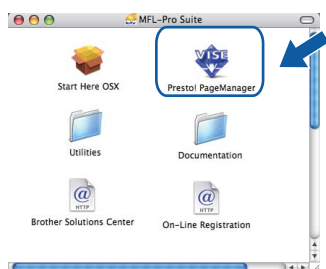 MFL-Pro Suite
VISE
Start Here OSX
Presto! PageManager
Utilities
Documentation
@
HTTP
@
HTTP
Brother Solutions Center
On-Line Registration